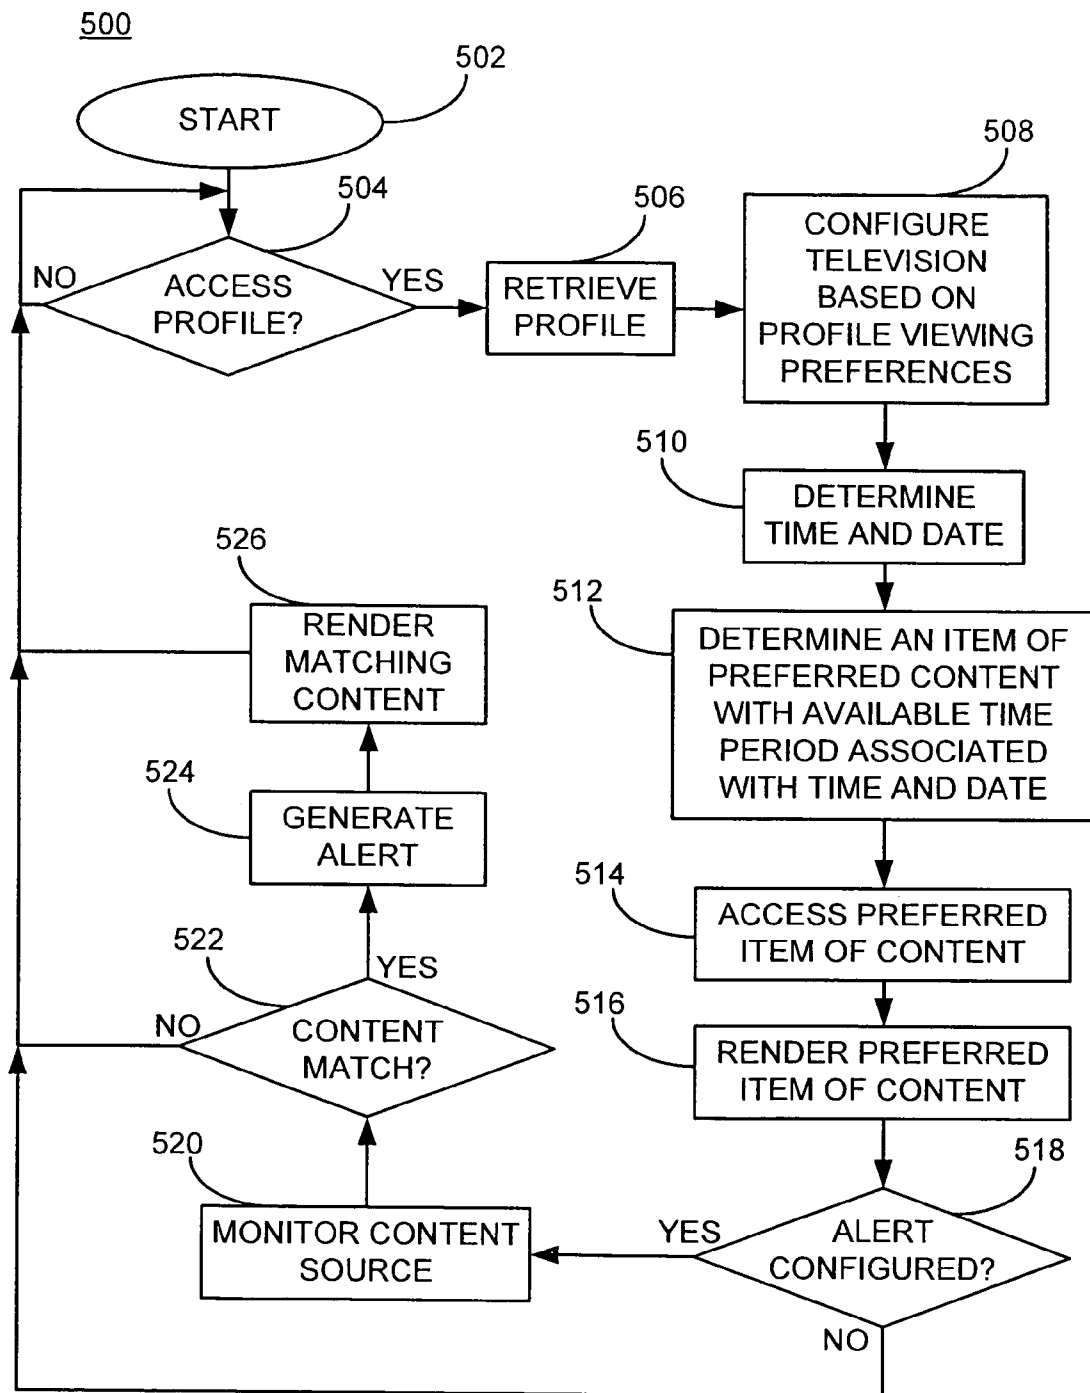 500
502
START
504
NO
ACCESS
PROFILE?
YES
506
RETRIEVE
PROFILE
508
CONFIGURE
TELEVISION
BASED ON
PROFILE VIEWING
PREFERENCES
510
DETERMINE
TIME AND DATE
512
DETERMINE AN ITEM OF
PREFERRED CONTENT
WITH AVAILABLE TIME
PERIOD ASSOCIATED
WITH TIME AND DATE
514
ACCESS PREFERRED
ITEM OF CONTENT
516
RENDER PREFERRED
ITEM OF CONTENT
518
ALERT
CONFIGURED?
YES
NO
520
MONITOR CONTENT
SOURCE
522
CONTENT
MATCH?
NO
YES
524
GENERATE
ALERT
526
RENDER
MATCHING
CONTENT